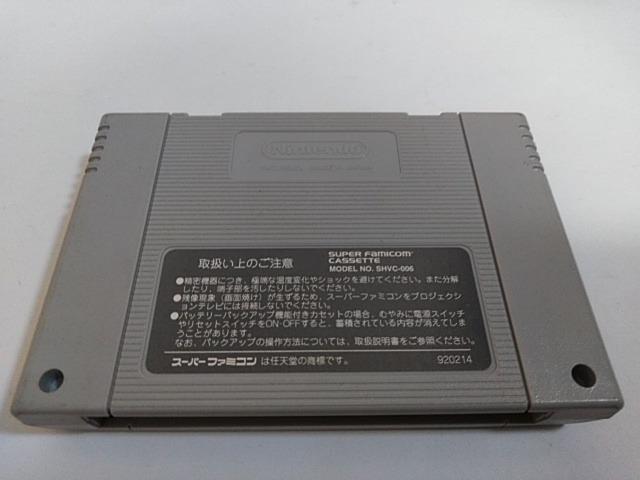 Nintendo
取扱い上のご注意
SUPER FAMICOM
CASSETTE
MODEL NO. SHVC-006
●精密機器につき、極端な温度変化やショックを避けてください。また分解
したり、端子部を汚したりしないでください。
●残像現象(画面焼け)が生ずるため、スーパーファミコンをプロジェクシ
ョンテレビには接続しないでください。
●バッテリーバックアップ機能付きカセットの場合、むやみに電源スイッチ
やリセットスイッチをON・OFFすると、蓄積されている内容が消えてしま
うことがあります。
なお、バックアップの操作方法については、取扱説明書をご参照ください。
スーパーファミコン は任天堂の商標です。
920214